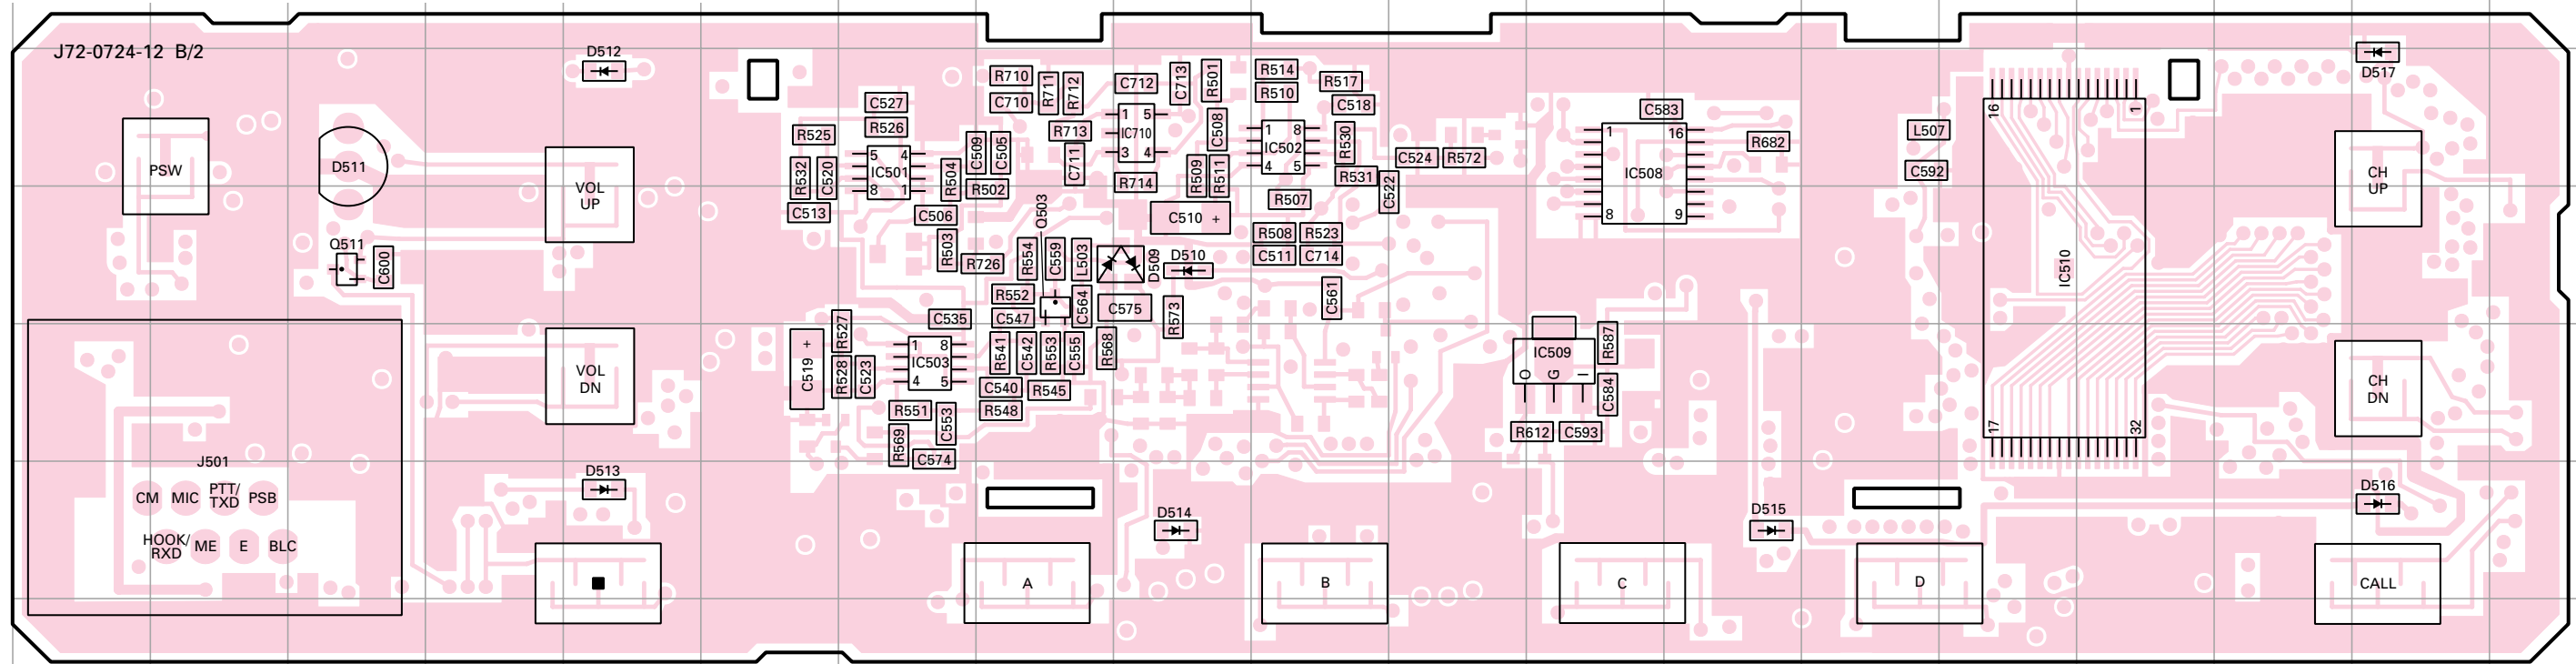 J72-0724-12 B/2
D512
D517
R710
R711
R712
C712
C713
R501
R514
R517
R510
C710
C518
C527
C583
16
1
1 5
IC710
3 4
R713
C711
R714
C508
R525
R526
C509
C505
1 8
IC502
4 5
R530
R531
C524
R572
1 16
IC508
8 9
R682
L507
C592
PSW
D511
VOL
UP
R532
C520
5 4
IC501
8 1
R504
R502
R509
R511
C522
R507
CH
UP
C513
C506
Q503
C510 +
R508
R523
C511
C714
Q511
C600
R503
R726
R554
C559
L503
D509
D510
IC510
R552
C547
C564
C575
R573
C561
C535
R527
+
C519
R528
C523
1 8
IC503
4 5
R541
C542
R553
C555
R568
C540
R545
R548
R551
C553
R569
C574
IC509
O G I
R587
C584
R612
C593
VOL
DN
CH
DN
17
32
J501
CM
MIC
PTT/
TXD
PSB
HOOK/
RXD
ME
E
BLC
D513
D514
D515
D516
■
A
B
C
D
CALL